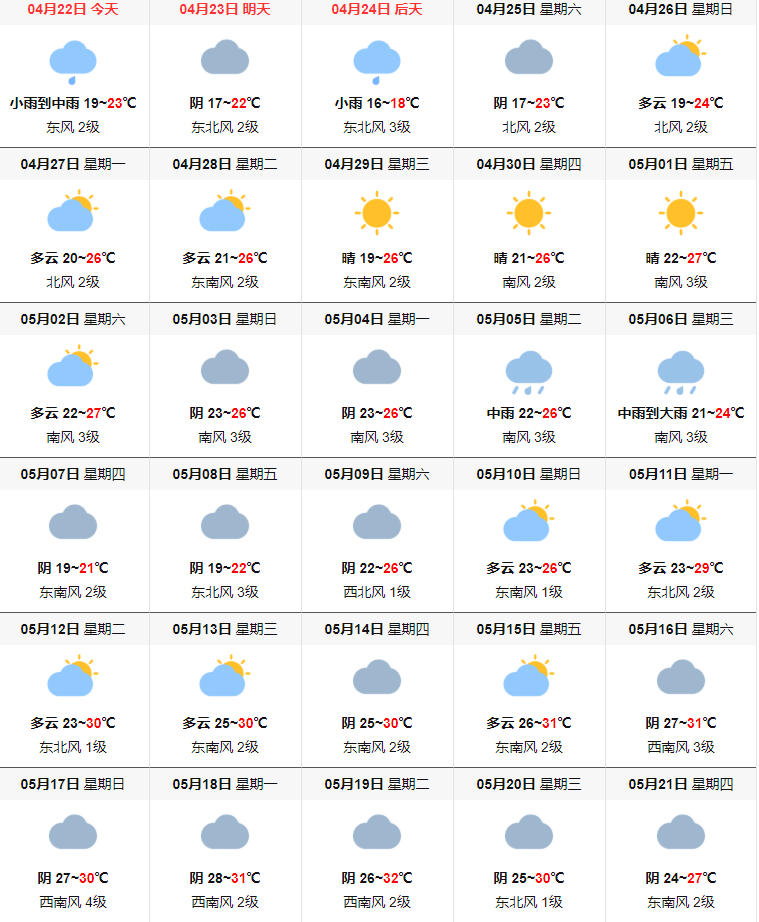 04月22日 今天 04月23日 明天 04月24日 后天 04月25日 星期六 04月26日 星期日
小雨到中雨 19~23℃ 阴 17~22℃ 小雨 16~18℃ 阴 17~23℃ 多云 19~24℃
东风 2级 东北风 2级 东北风 3级 北风 2级 北风 2级
04月27日 星期一 04月28日 星期二 04月29日 星期三 04月30日 星期四 05月01日 星期五
多云 20~26℃ 多云 21~26℃ 晴 19~26℃ 晴 21~26℃ 晴 22~27℃
北风 2级 东南风 2级 东南风 2级 南风 2级 南风 3级
05月02日 星期六 05月03日 星期日 05月04日 星期一 05月05日 星期二 05月06日 星期三
多云 22~27℃ 阴 23~26℃ 阴 23~26℃ 中雨 22~26℃ 中雨到大雨 21~24℃
南风 3级 南风 3级 南风 3级 南风 3级 南风 3级
05月07日 星期四 05月08日 星期五 05月09日 星期六 05月10日 星期日 05月11日 星期一
阴 19~21℃ 阴 19~22℃ 阴 22~26℃ 多云 23~26℃ 多云 23~29℃
东南风 2级 东北风 3级 西北风 1级 东南风 1级 东北风 2级
05月12日 星期二 05月13日 星期三 05月14日 星期四 05月15日 星期五 05月16日 星期六
多云 23~30℃ 多云 25~30℃ 阴 25~30℃ 多云 26~31℃ 阴 27~31℃
东北风 1级 东南风 2级 东南风 2级 东南风 2级 西南风 3级
05月17日 星期日 05月18日 星期一 05月19日 星期二 05月20日 星期三 05月21日 星期四
阴 27~30℃ 阴 28~31℃ 阴 26~32℃ 阴 25~30℃ 阴 24~27℃
西南风 4级 西南风 2级 西南风 2级 东北风 1级 东南风 2级